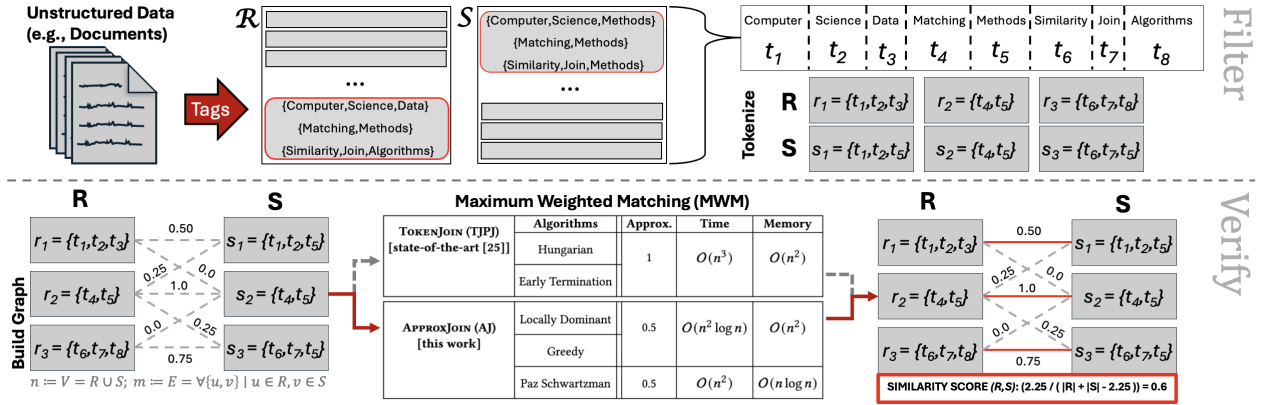 Unstructured Data
(e.g., Documents)
Tags
R
...
{Computer,Science,Data}
{Matching,Methods}
{Similarity,Join,Algorithms}
S
{Computer,Science,Methods}
{Matching,Methods}
{Similarity,Join,Methods}
...
Computer Science Data Matching Methods Similarity Join Algorithms
t1 t2 t3 t4 t5 t6 t7 t8
Tokenize
R r1 = {t1,t2,t3} r2 = {t4,t5} r3 = {t6,t7,t8}
S s1 = {t1,t2,t5} s2 = {t4,t5} s3 = {t6,t7,t5}
Filter
Build Graph
R S
r1 = {t1,t2,t3} 0.50 s1 = {t1,t2,t5}
0.25 0.0
r2 = {t4,t5} 1.0 s2 = {t4,t5}
0.0 0.25
r3 = {t6,t7,t8} 0.75 s3 = {t6,t7,t5}
n := V = R ∪ S; m := E = ∀{u, v} | u ∈ R, v ∈ S
Maximum Weighted Matching (MWM)
Algorithms Approx. Time Memory
TOKENJOIN (TJPJ)
[state-of-the-art [25]]
Hungarian
Early Termination
1 O(n³) O(n²)
APPROXJOIN (AJ)
[this work]
Locally Dominant
Greedy
0.5 O(n² log n) O(n²)
Paz Schwartzman 0.5 O(n²) O(n log n)
R S
r1 = {t1,t2,t3} 0.50 s1 = {t1,t2,t5}
0.25 0.0
r2 = {t4,t5} 1.0 s2 = {t4,t5}
0.0 0.25
r3 = {t6,t7,t8} 0.75 s3 = {t6,t7,t5}
SIMILARITY SCORE (R,S): (2.25 / ( |R| + |S| - 2.25 )) = 0.6
Verify